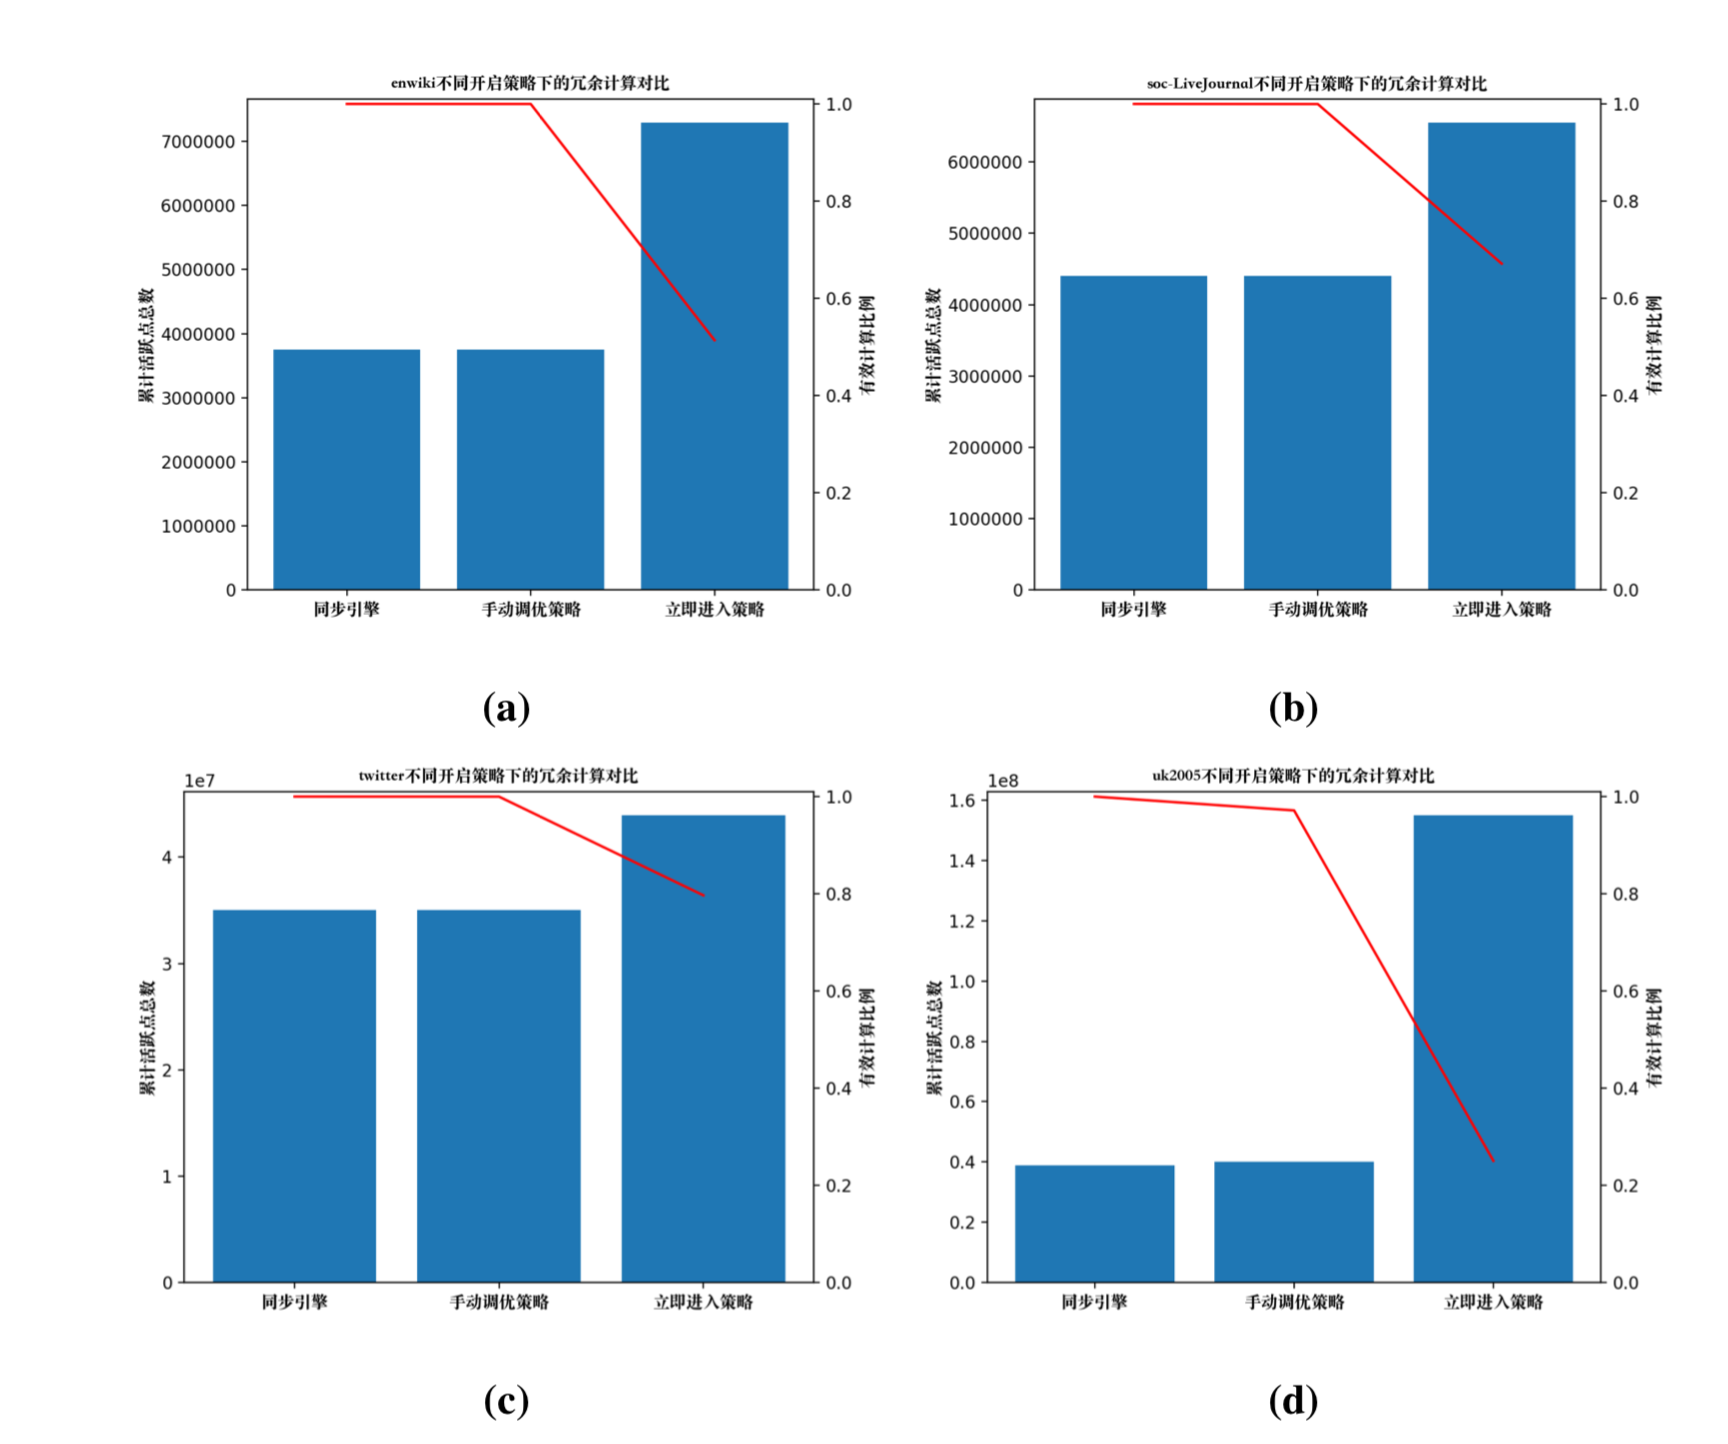 enwiki不同开启策略下的冗余计算对比
7000000
6000000
5000000
4000000
3000000
2000000
1000000
0
累计活跃点总数
1.0
0.8
0.6
0.4
0.2
0.0
有效计算比例
同步引擎 手动调优策略 立即进入策略
(a)
soc-LiveJournal不同开启策略下的冗余计算对比
6000000
5000000
4000000
3000000
2000000
1000000
0
累计活跃点总数
1.0
0.8
0.6
0.4
0.2
0.0
有效计算比例
同步引擎 手动调优策略 立即进入策略
(b)
1e7
twitter不同开启策略下的冗余计算对比
4
3
2
1
0
累计活跃点总数
1.0
0.8
0.6
0.4
0.2
0.0
有效计算比例
同步引擎 手动调优策略 立即进入策略
(c)
1e8
uk2005不同开启策略下的冗余计算对比
1.6
1.4
1.2
1.0
0.8
0.6
0.4
0.2
0.0
累计活跃点总数
1.0
0.8
0.6
0.4
0.2
0.0
有效计算比例
同步引擎 手动调优策略 立即进入策略
(d)